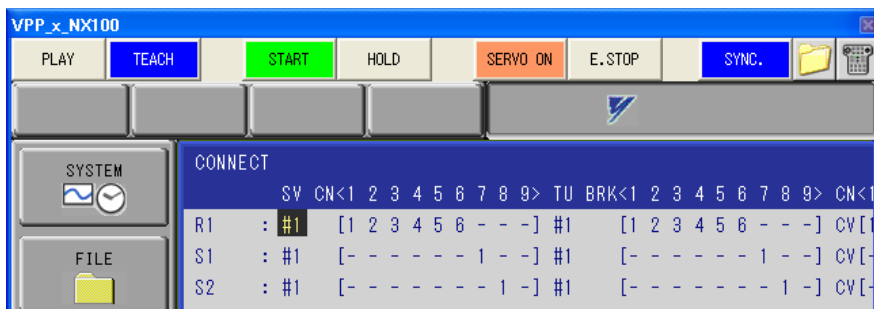 VPP_x_NX100
PLAY TEACH START HOLD SERVO ON E.STOP SYNC.
SYSTEM
FILE
CONNECT
SV CN<1 2 3 4 5 6 7 8 9> TU BRK<1 2 3 4 5 6 7 8 9> CN<1
R1 : #1 [1 2 3 4 5 6 - - -] #1 [1 2 3 4 5 6 - - -] CV[1
S1 : #1 [- - - - - - 1 - -] #1 [- - - - - - 1 - -] CV[-
S2 : #1 [- - - - - - - 1 -] #1 [- - - - - - - 1 -] CV[-